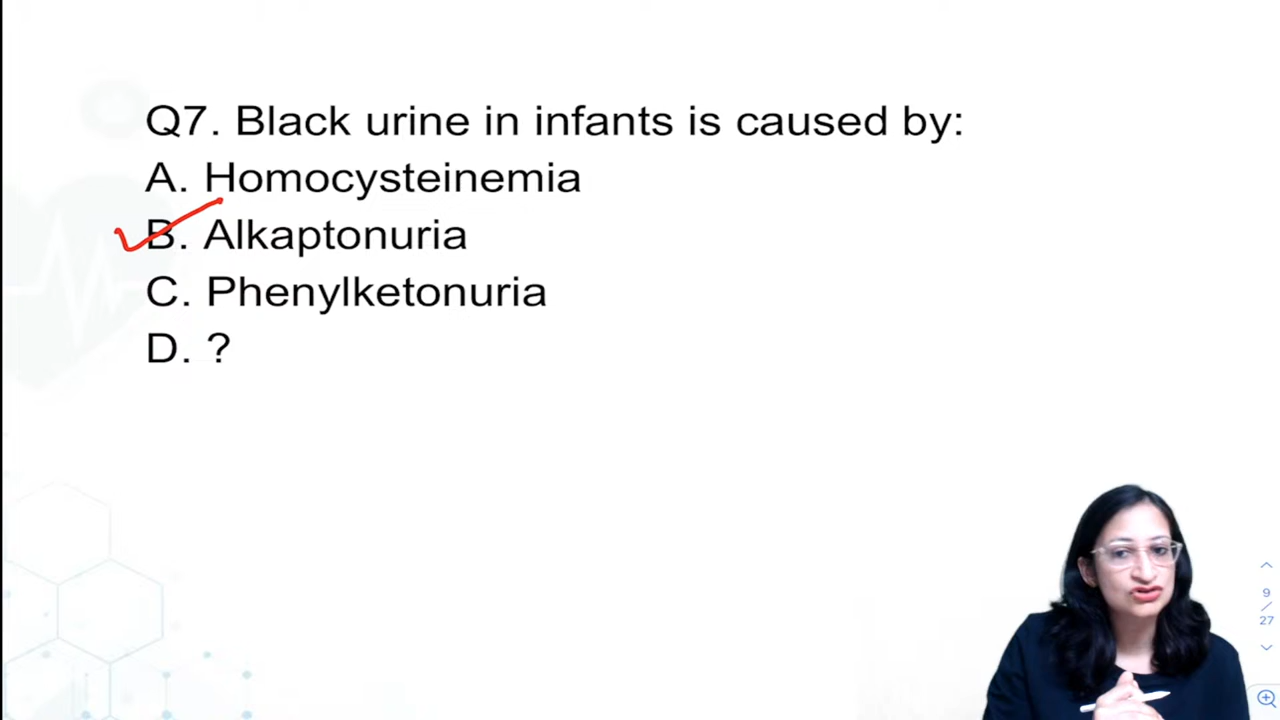 Q7. Black urine in infants is caused by:
A. Homocysteinemia
B. Alkaptonuria
C. Phenylketonuria
D. ?
9
/
27